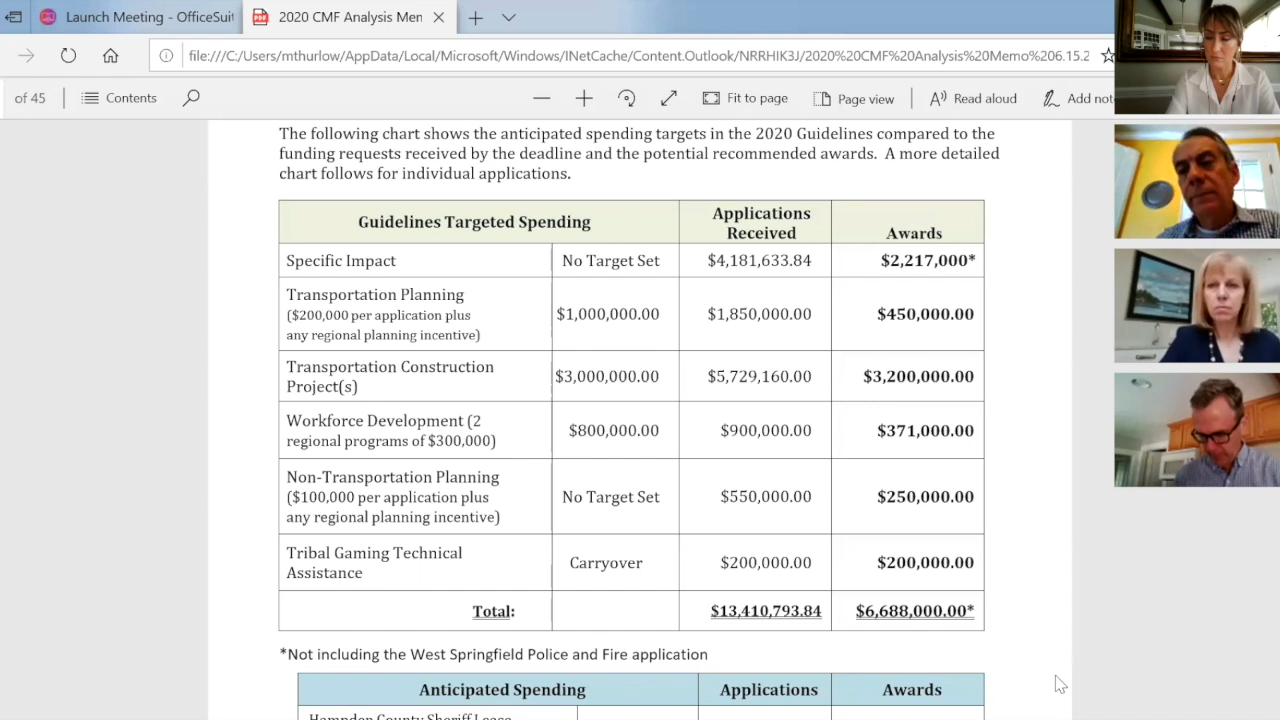 Launch Meeting - OfficeSuit
2020 CMF Analysis Mer
file:///C:/Users/mthurlow/AppData/Local/Microsoft/Windows/INetCache/Content.Outlook/NRRHIK3J/2020%20CMF%20Analysis%20Memo%206.15.2
of 45
Contents
Fit to page
Page view
Read aloud
Add not
The following chart shows the anticipated spending targets in the 2020 Guidelines compared to the
funding requests received by the deadline and the potential recommended awards. A more detailed
chart follows for individual applications.
Guidelines Targeted Spending
Applications
Received
Awards
Specific Impact
No Target Set
$4,181,633.84
$2,217,000*
Transportation Planning
($200,000 per application plus
any regional planning incentive)
$1,000,000.00
$1,850,000.00
$450,000.00
Transportation Construction
Project(s)
$3,000,000.00
$5,729,160.00
$3,200,000.00
Workforce Development (2
regional programs of $300,000)
$800,000.00
$900,000.00
$371,000.00
Non-Transportation Planning
($100,000 per application plus
any regional planning incentive)
No Target Set
$550,000.00
$250,000.00
Tribal Gaming Technical
Assistance
Carryover
$200,000.00
$200,000.00
Total:
$13,410,793.84
$6,688,000.00*
*Not including the West Springfield Police and Fire application
Anticipated Spending
Applications
Awards
Hampden County Sheriff Lease